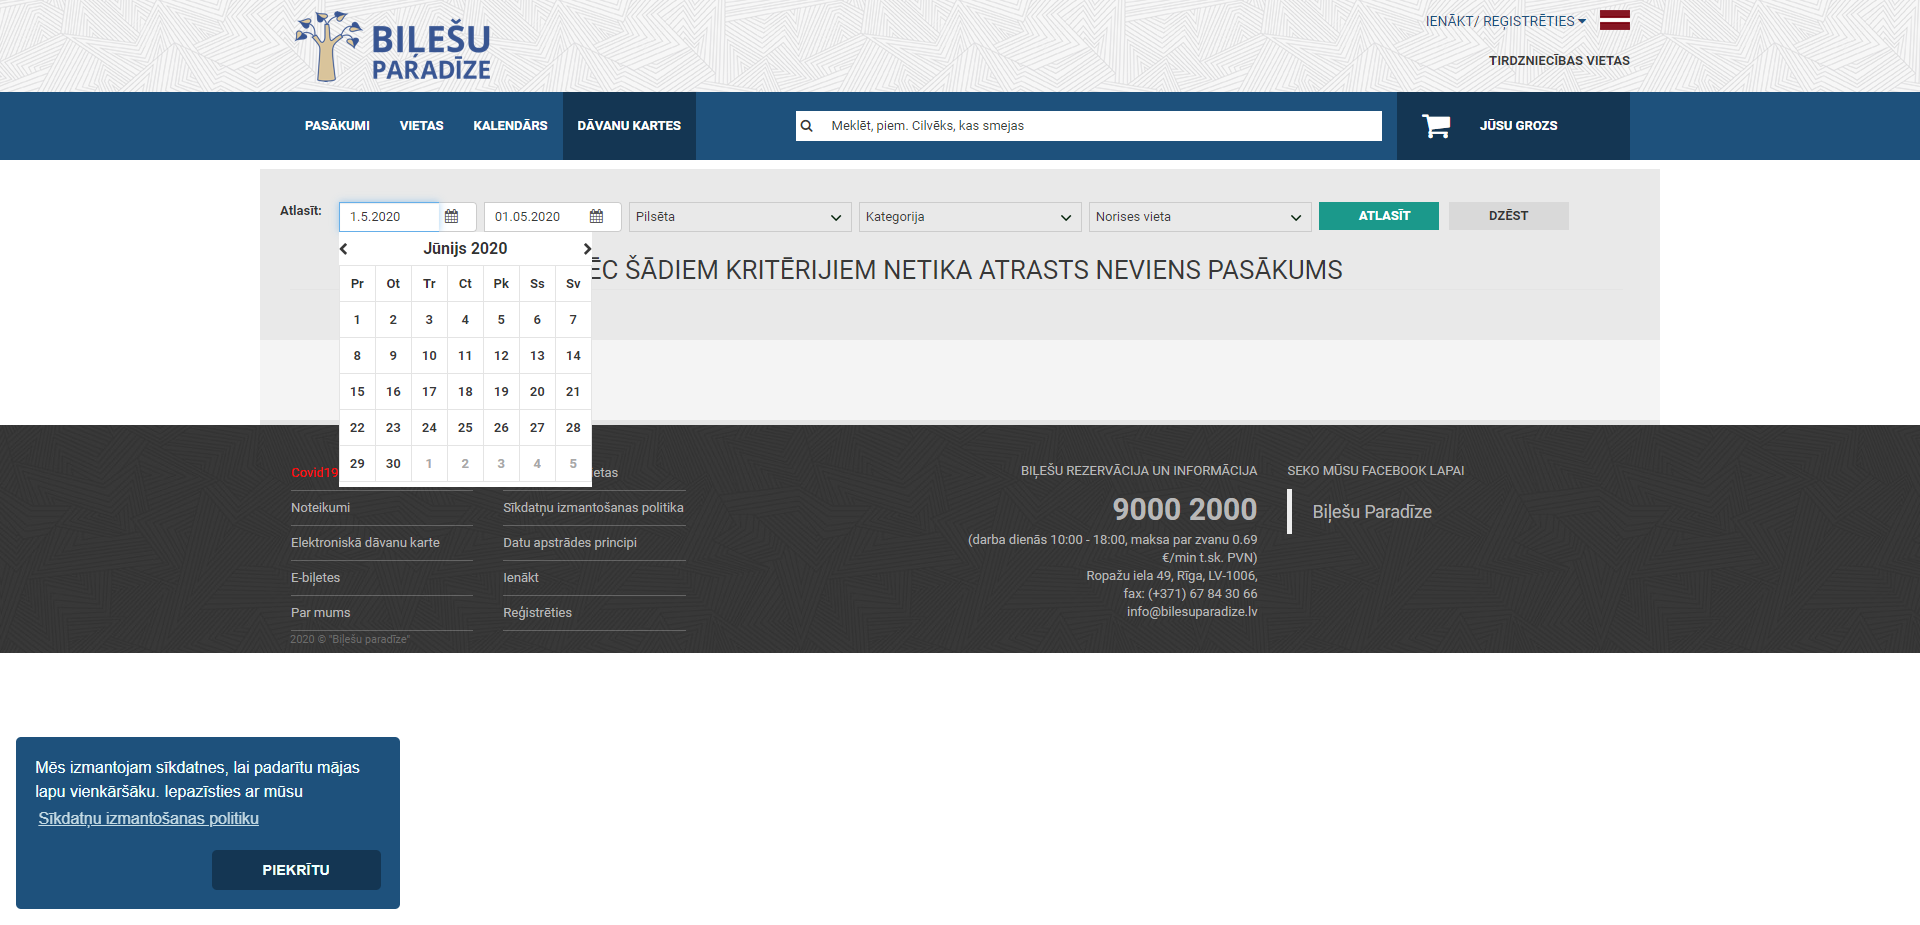 BIĻEŠU
PARADĪZE
IENĀKT/ REĢISTRĒTIES
TIRDZNIECĪBAS VIETAS
PASĀKUMI
VIETAS
KALENDĀRS
DĀVANU KARTES
Meklēt, piem. Cilvēks, kas smejas
JŪSU GROZS
Atlasīt:
1.5.2020
01.05.2020
Pilsēta
Kategorija
Norises vieta
ATLASĪT
DZĒST
Jūnijs 2020
Pr Ot Tr Ct Pk Ss Sv
1 2 3 4 5 6 7
8 9 10 11 12 13 14
15 16 17 18 19 20 21
22 23 24 25 26 27 28
29 30 1 2 3 4 5
ĒC ŠĀDIEM KRITĒRIJIEM NETIKA ATRASTS NEVIENS PASĀKUMS
Covid19
Noteikumi
Elektroniskā dāvanu karte
E-biļetes
Par mums
2020 © "Biļešu paradīze"
ietas
Sīkdatņu izmantošanas politika
Datu apstrādes principi
Ienākt
Reģistrēties
BIĻEŠU REZERVĀCIJA UN INFORMĀCIJA
9000 2000
(darba dienās 10:00 - 18:00, maksa par zvanu 0.69
€/min t.sk. PVN)
Ropažu iela 49, Rīga, LV-1006,
fax: (+371) 67 84 30 66
info@bilesuparadize.lv
SEKO MŪSU FACEBOOK LAPAI
Biļešu Paradīze
Mēs izmantojam sīkdatnes, lai padarītu mājas
lapu vienkāršāku. Iepazīsties ar mūsu
Sīkdatņu izmantošanas politiku
PIEKRĪTU